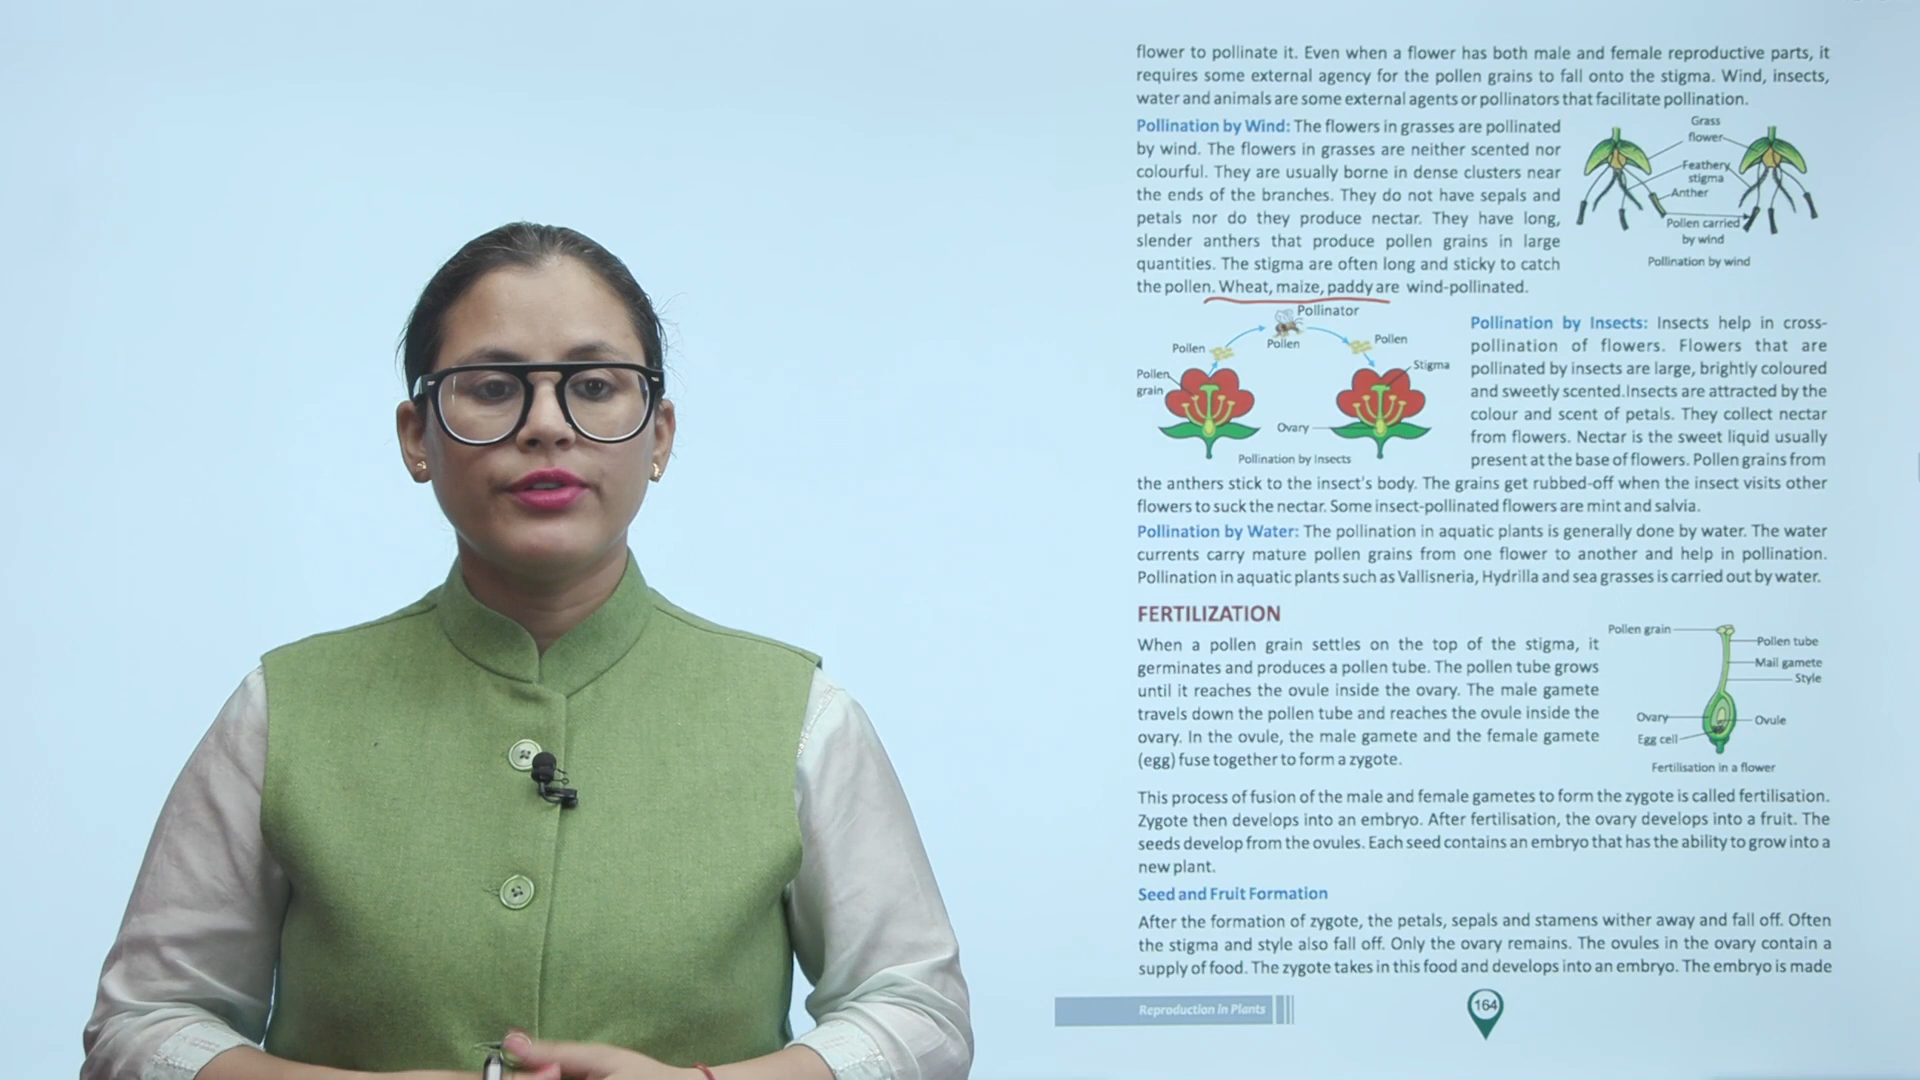 flower to pollinate it. Even when a flower has both male and female reproductive parts, it
requires some external agency for the pollen grains to fall onto the stigma. Wind, insects,
water and animals are some external agents or pollinators that facilitate pollination.
Pollination by Wind: The flowers in grasses are pollinated
by wind. The flowers in grasses are neither scented nor
colourful. They are usually borne in dense clusters near
the ends of the branches. They do not have sepals and
petals nor do they produce nectar. They have long,
slender anthers that produce pollen grains in large
quantities. The stigma are often long and sticky to catch
the pollen. Wheat, maize, paddy are wind-pollinated.
Grass
flower
Feathery
stigma
Anther
Pollen carried
by wind
Pollination by wind
Pollinator
Pollen
Pollen
Pollen
Pollen
grain
Stigma
Ovary
Pollination by Insects
Pollination by Insects: Insects help in cross-
pollination of flowers. Flowers that are
pollinated by insects are large, brightly coloured
and sweetly scented.Insects are attracted by the
colour and scent of petals. They collect nectar
from flowers. Nectar is the sweet liquid usually
present at the base of flowers. Pollen grains from
the anthers stick to the insect's body. The grains get rubbed-off when the insect visits other
flowers to suck the nectar. Some insect-pollinated flowers are mint and salvia.
Pollination by Water: The pollination in aquatic plants is generally done by water. The water
currents carry mature pollen grains from one flower to another and help in pollination.
Pollination in aquatic plants such as Vallisneria, Hydrilla and sea grasses is carried out by water.
FERTILIZATION
When a pollen grain settles on the top of the stigma, it
germinates and produces a pollen tube. The pollen tube grows
until it reaches the ovule inside the ovary. The male gamete
travels down the pollen tube and reaches the ovule inside the
ovary. In the ovule, the male gamete and the female gamete
(egg) fuse together to form a zygote.
Pollen grain
Pollen tube
Mail gamete
Style
Ovary
Ovule
Egg cell
Fertilisation in a flower
This process of fusion of the male and female gametes to form the zygote is called fertilisation.
Zygote then develops into an embryo. After fertilisation, the ovary develops into a fruit. The
seeds develop from the ovules. Each seed contains an embryo that has the ability to grow into a
new plant.
Seed and Fruit Formation
After the formation of zygote, the petals, sepals and stamens wither away and fall off. Often
the stigma and style also fall off. Only the ovary remains. The ovules in the ovary contain a
supply of food. The zygote takes in this food and develops into an embryo. The embryo is made
Reproduction in Plants
164